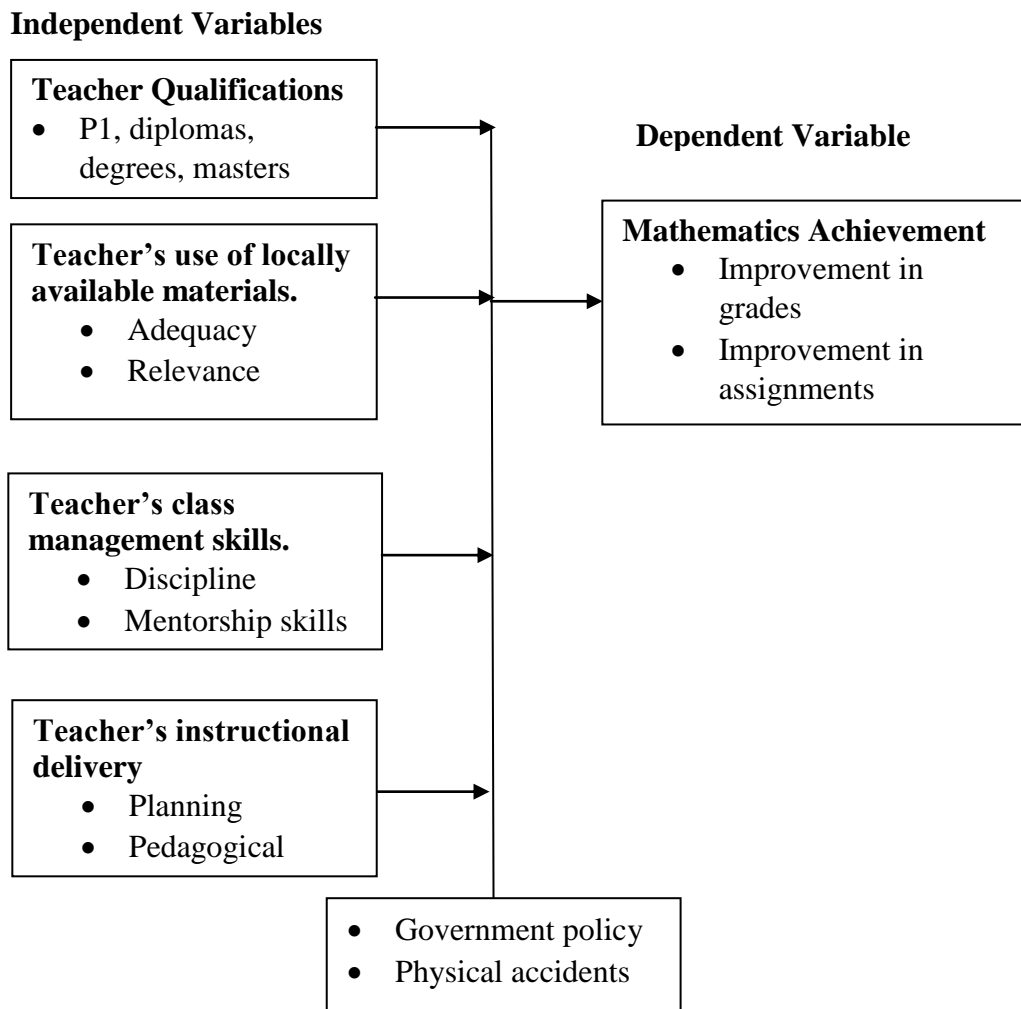 Independent Variables
Teacher Qualifications
• P1, diplomas,
degrees, masters
Teacher's use of locally
available materials.
• Adequacy
• Relevance
Teacher's class
management skills.
• Discipline
• Mentorship skills
Teacher's instructional
delivery
• Planning
• Pedagogical
• Government policy
• Physical accidents
Dependent Variable
Mathematics Achievement
• Improvement in
grades
• Improvement in
assignments